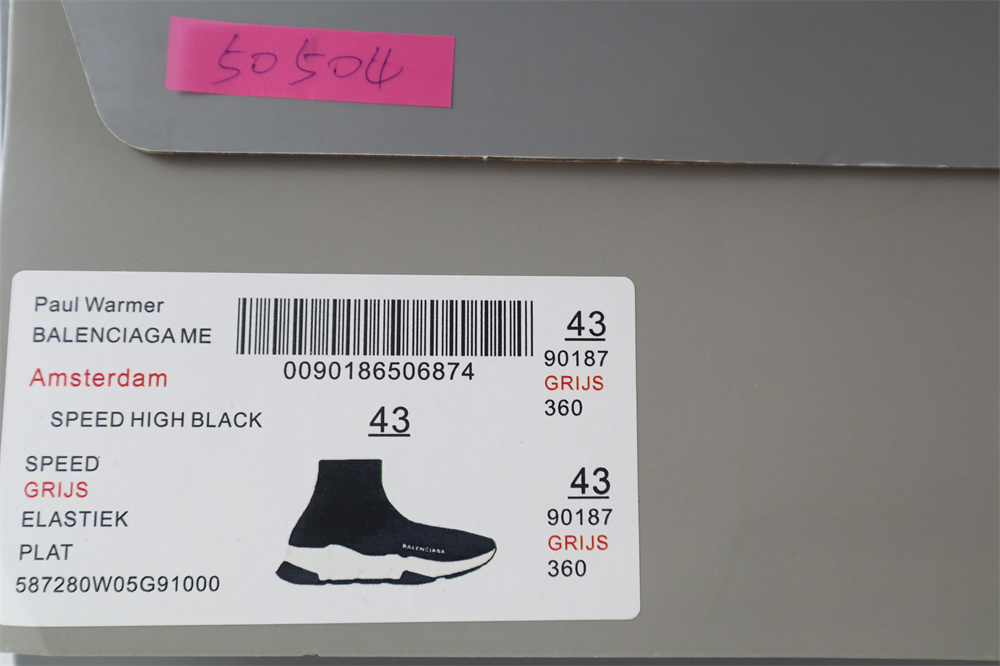 50504
Paul Warmer
BALENCIAGA ME
0090186506874
43
90187
GRIJS
360
Amsterdam
SPEED HIGH BLACK
43
SPEED
GRIJS
ELASTIEK
PLAT
587280W05G91000
BALENCIAGA
43
90187
GRIJS
360